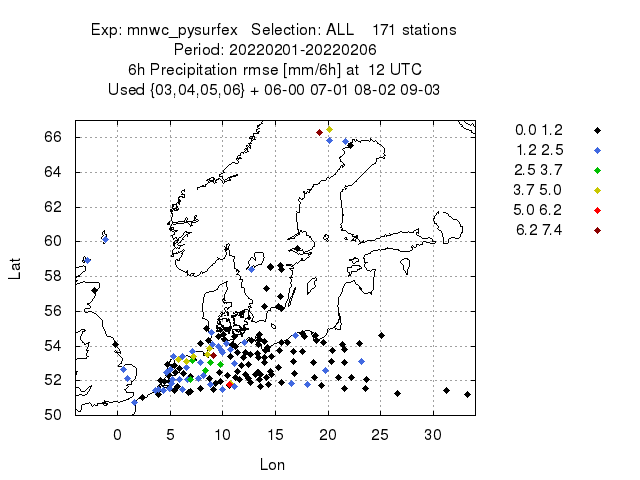 Exp: mnwc_pysurfex   Selection: ALL    171 stations
Period: 20220201-20220206
6h Precipitation rmse [mm/6h] at  12 UTC
Used {03,04,05,06} + 06-00 07-01 08-02 09-03
66
64
62
60
58
56
54
52
50
Lat
0 5 10 15 20 25 30
Lon
0.0 1.2
1.2 2.5
2.5 3.7
3.7 5.0
5.0 6.2
6.2 7.4